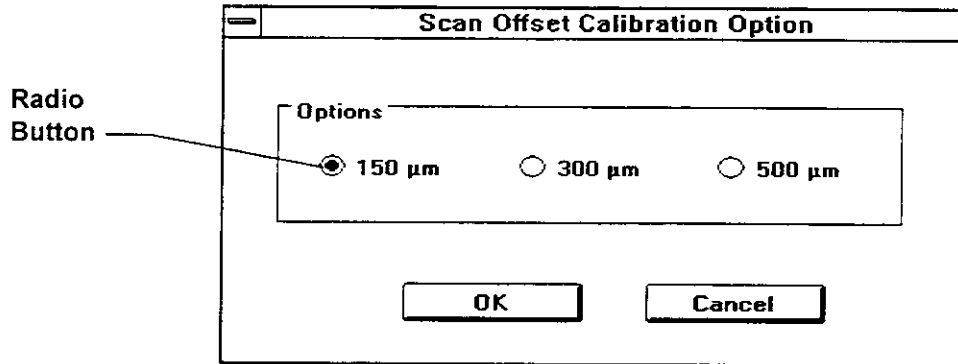 Scan Offset Calibration Option
Radio
Button
Options
150 µm
300 µm
500 µm
OK
Cancel